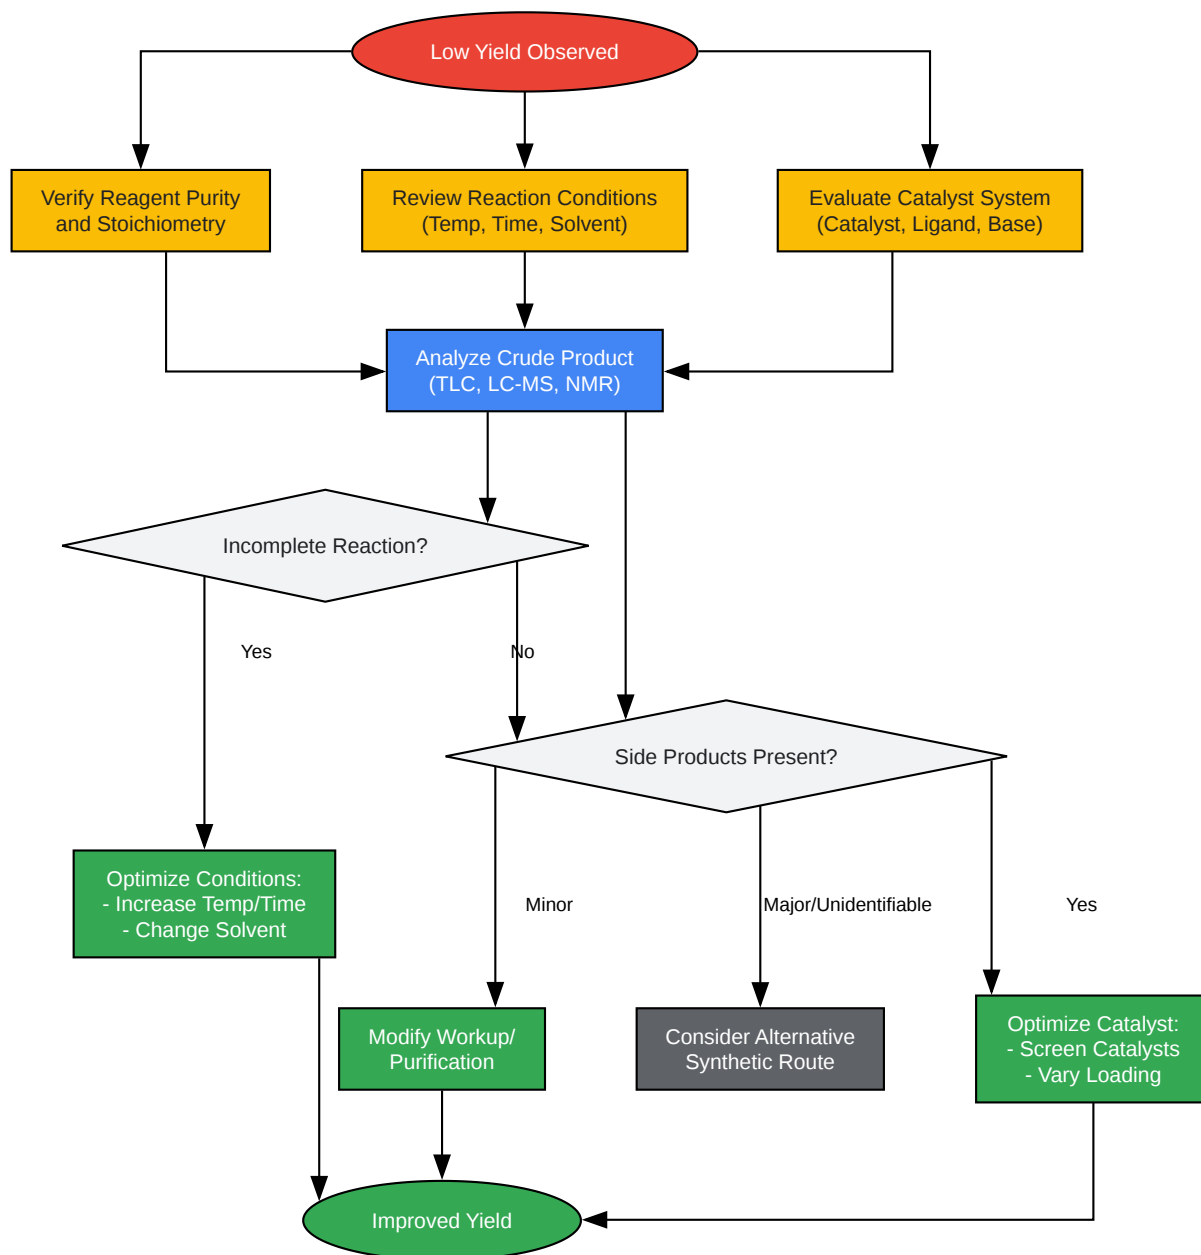 Low Yield Observed
Verify Reagent Purity
and Stoichiometry
Review Reaction Conditions
(Temp, Time, Solvent)
Evaluate Catalyst System
(Catalyst, Ligand, Base)
Analyze Crude Product
(TLC, LC-MS, NMR)
Incomplete Reaction?
Yes
No
Side Products Present?
Optimize Conditions:
- Increase Temp/Time
- Change Solvent
Minor
Major/Unidentifiable
Yes
Modify Workup/
Purification
Consider Alternative
Synthetic Route
Optimize Catalyst:
- Screen Catalysts
- Vary Loading
Improved Yield